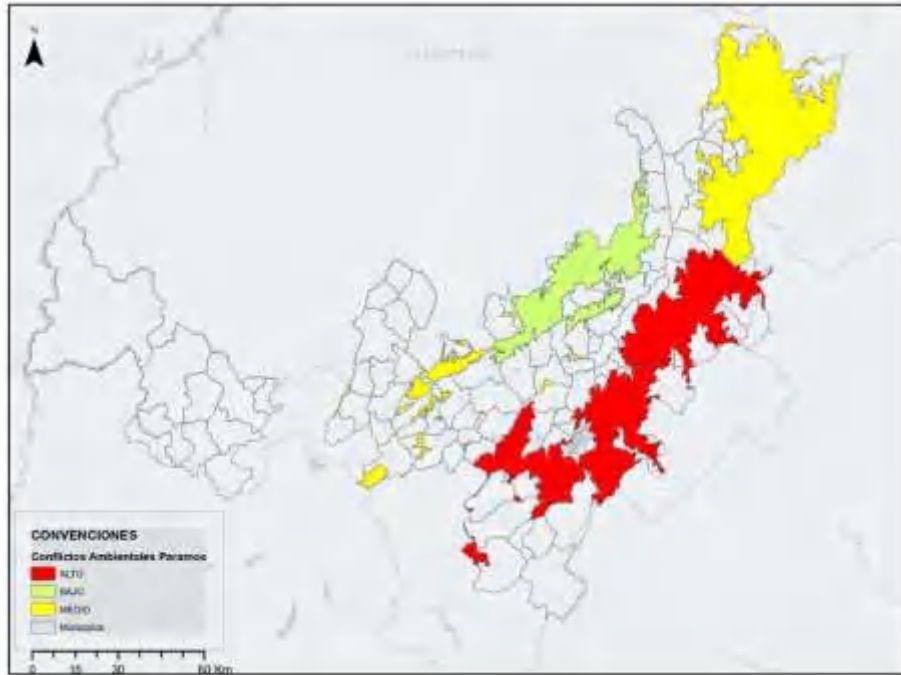 N
CONVENCIONES
Conflictos Ambientales Paramos
ALTO
BAJO
MEDIO
Municipios
0 15 30 60 Km